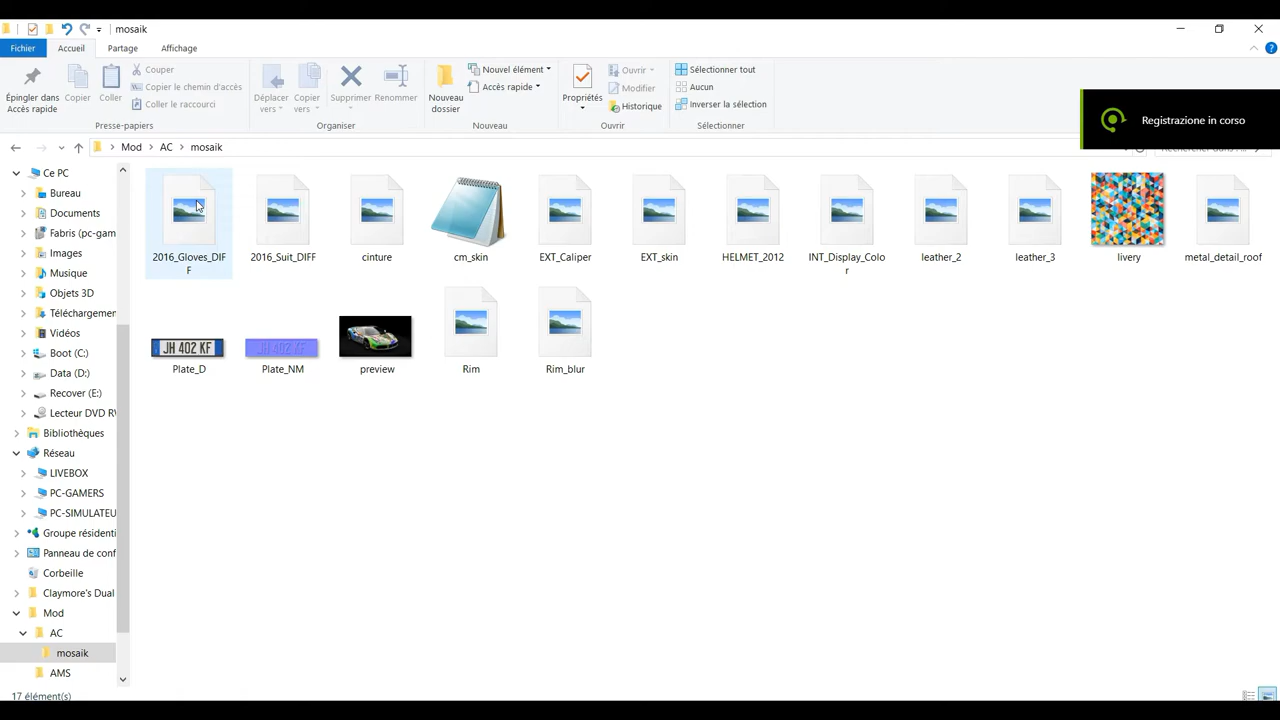 mosaik
Fichier
Accueil
Partage
Affichage
Épingler dans
Accès rapide
Copier
Coller
Couper
Copier le chemin d'accès
Coller le raccourci
Presse-papiers
Déplacer
vers
Copier
vers
Supprimer
Renommer
Organiser
Nouveau
dossier
Nouvel élément
Accès rapide
Nouveau
Propriétés
Ouvrir
Modifier
Historique
Ouvrir
Sélectionner tout
Aucun
Inverser la sélection
Sélectionner
Registrazione in corso
Mod
AC
mosaik
Ce PC
Bureau
Documents
Fabris (pc-gam
Images
Musique
Objets 3D
Téléchargemen
Vidéos
Boot (C:)
Data (D:)
Recover (E:)
Lecteur DVD RV
Bibliothèques
Réseau
LIVEBOX
PC-GAMERS
PC-SIMULATEU
Groupe résidenti
Panneau de conf
Corbeille
Claymore's Dual
Mod
AC
mosaik
AMS
2016_Gloves_DIF
F
2016_Suit_DIFF
cinture
cm_skin
EXT_Caliper
EXT_skin
HELMET_2012
INT_Display_Colo
r
leather_2
leather_3
livery
metal_detail_roof
JH 402 KF
Plate_D
JH 402 KF
Plate_NM
preview
Rim
Rim_blur
17 élément(s)